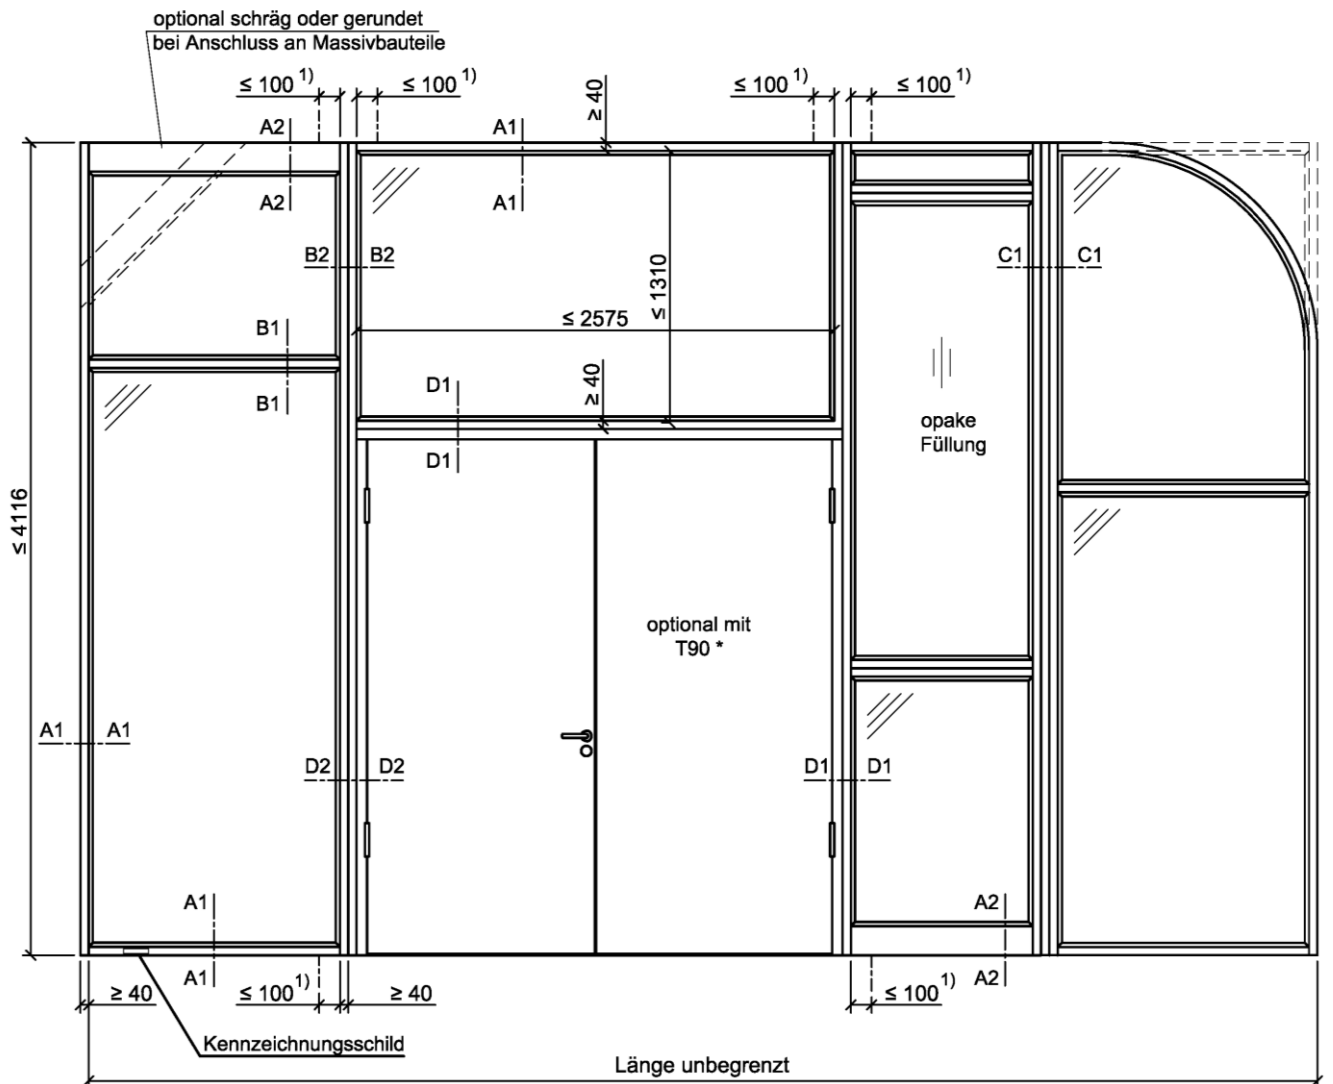 optional schräg oder gerundet
bei Anschluss an Massivbauteile
≤ 100 1)
≤ 100 1)
≥ 40
≤ 100 1)
≤ 100 1)
A2
A1
A2
A1
B2
B2
C1
C1
≤ 1310
≤ 2575
B1
B1
D1
≥ 40
D1
opake
Füllung
≤ 4116
optional mit
T90 *
A1
A1
D2
D2
D1
D1
A1
A2
A1
A2
≥ 40
≤ 100 1)
≥ 40
≤ 100 1)
Kennzeichnungsschild
Länge unbegrenzt